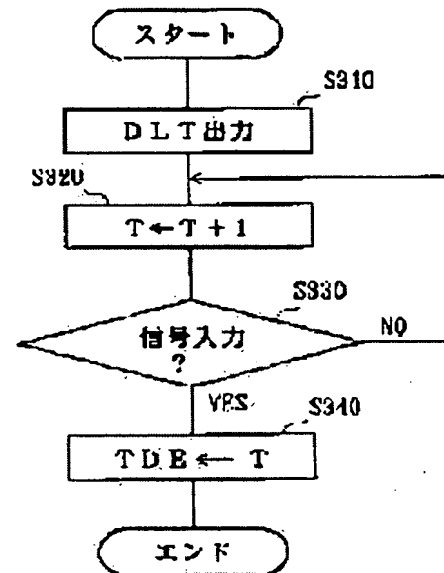 スタート
S310
DLT出力
S320
T←T+1
S330
信号入力
?
NO
YES
S340
TDE←T
エンド